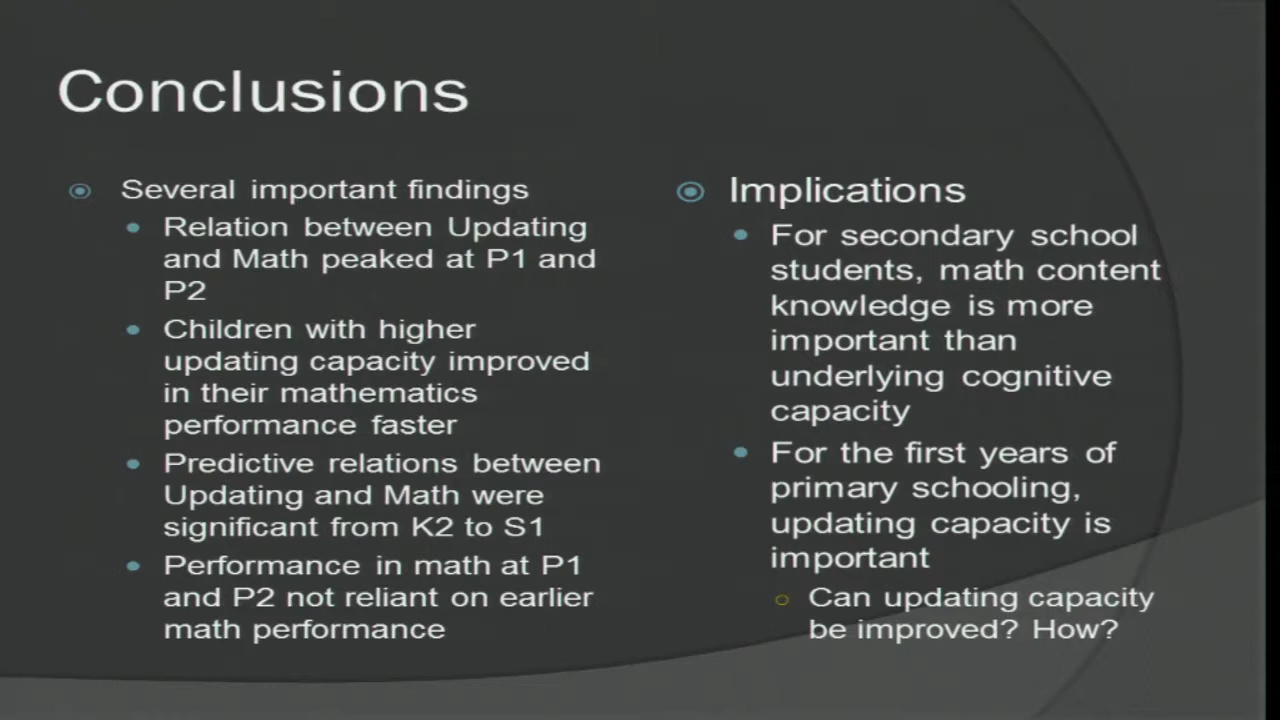 Conclusions
Several important findings
Relation between Updating
and Math peaked at P1 and
P2
Children with higher
updating capacity improved
in their mathematics
performance faster
Predictive relations between
Updating and Math were
significant from K2 to S1
Performance in math at P1
and P2 not reliant on earlier
math performance
Implications
For secondary school
students, math content
knowledge is more
important than
underlying cognitive
capacity
For the first years of
primary schooling,
updating capacity is
important
Can updating capacity
be improved? How?